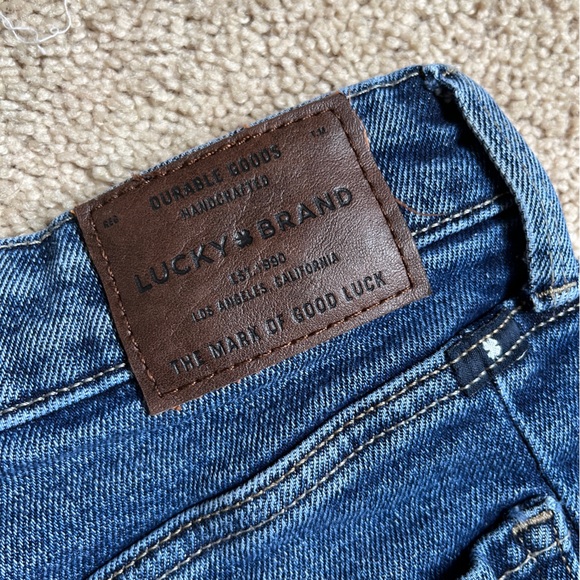 DURABLE GOODS
HANDCRAFTED
LUCKY BRAND
EST. 1990
LOS ANGELES, CALIFORNIA
THE MARK OF GOOD LUCK